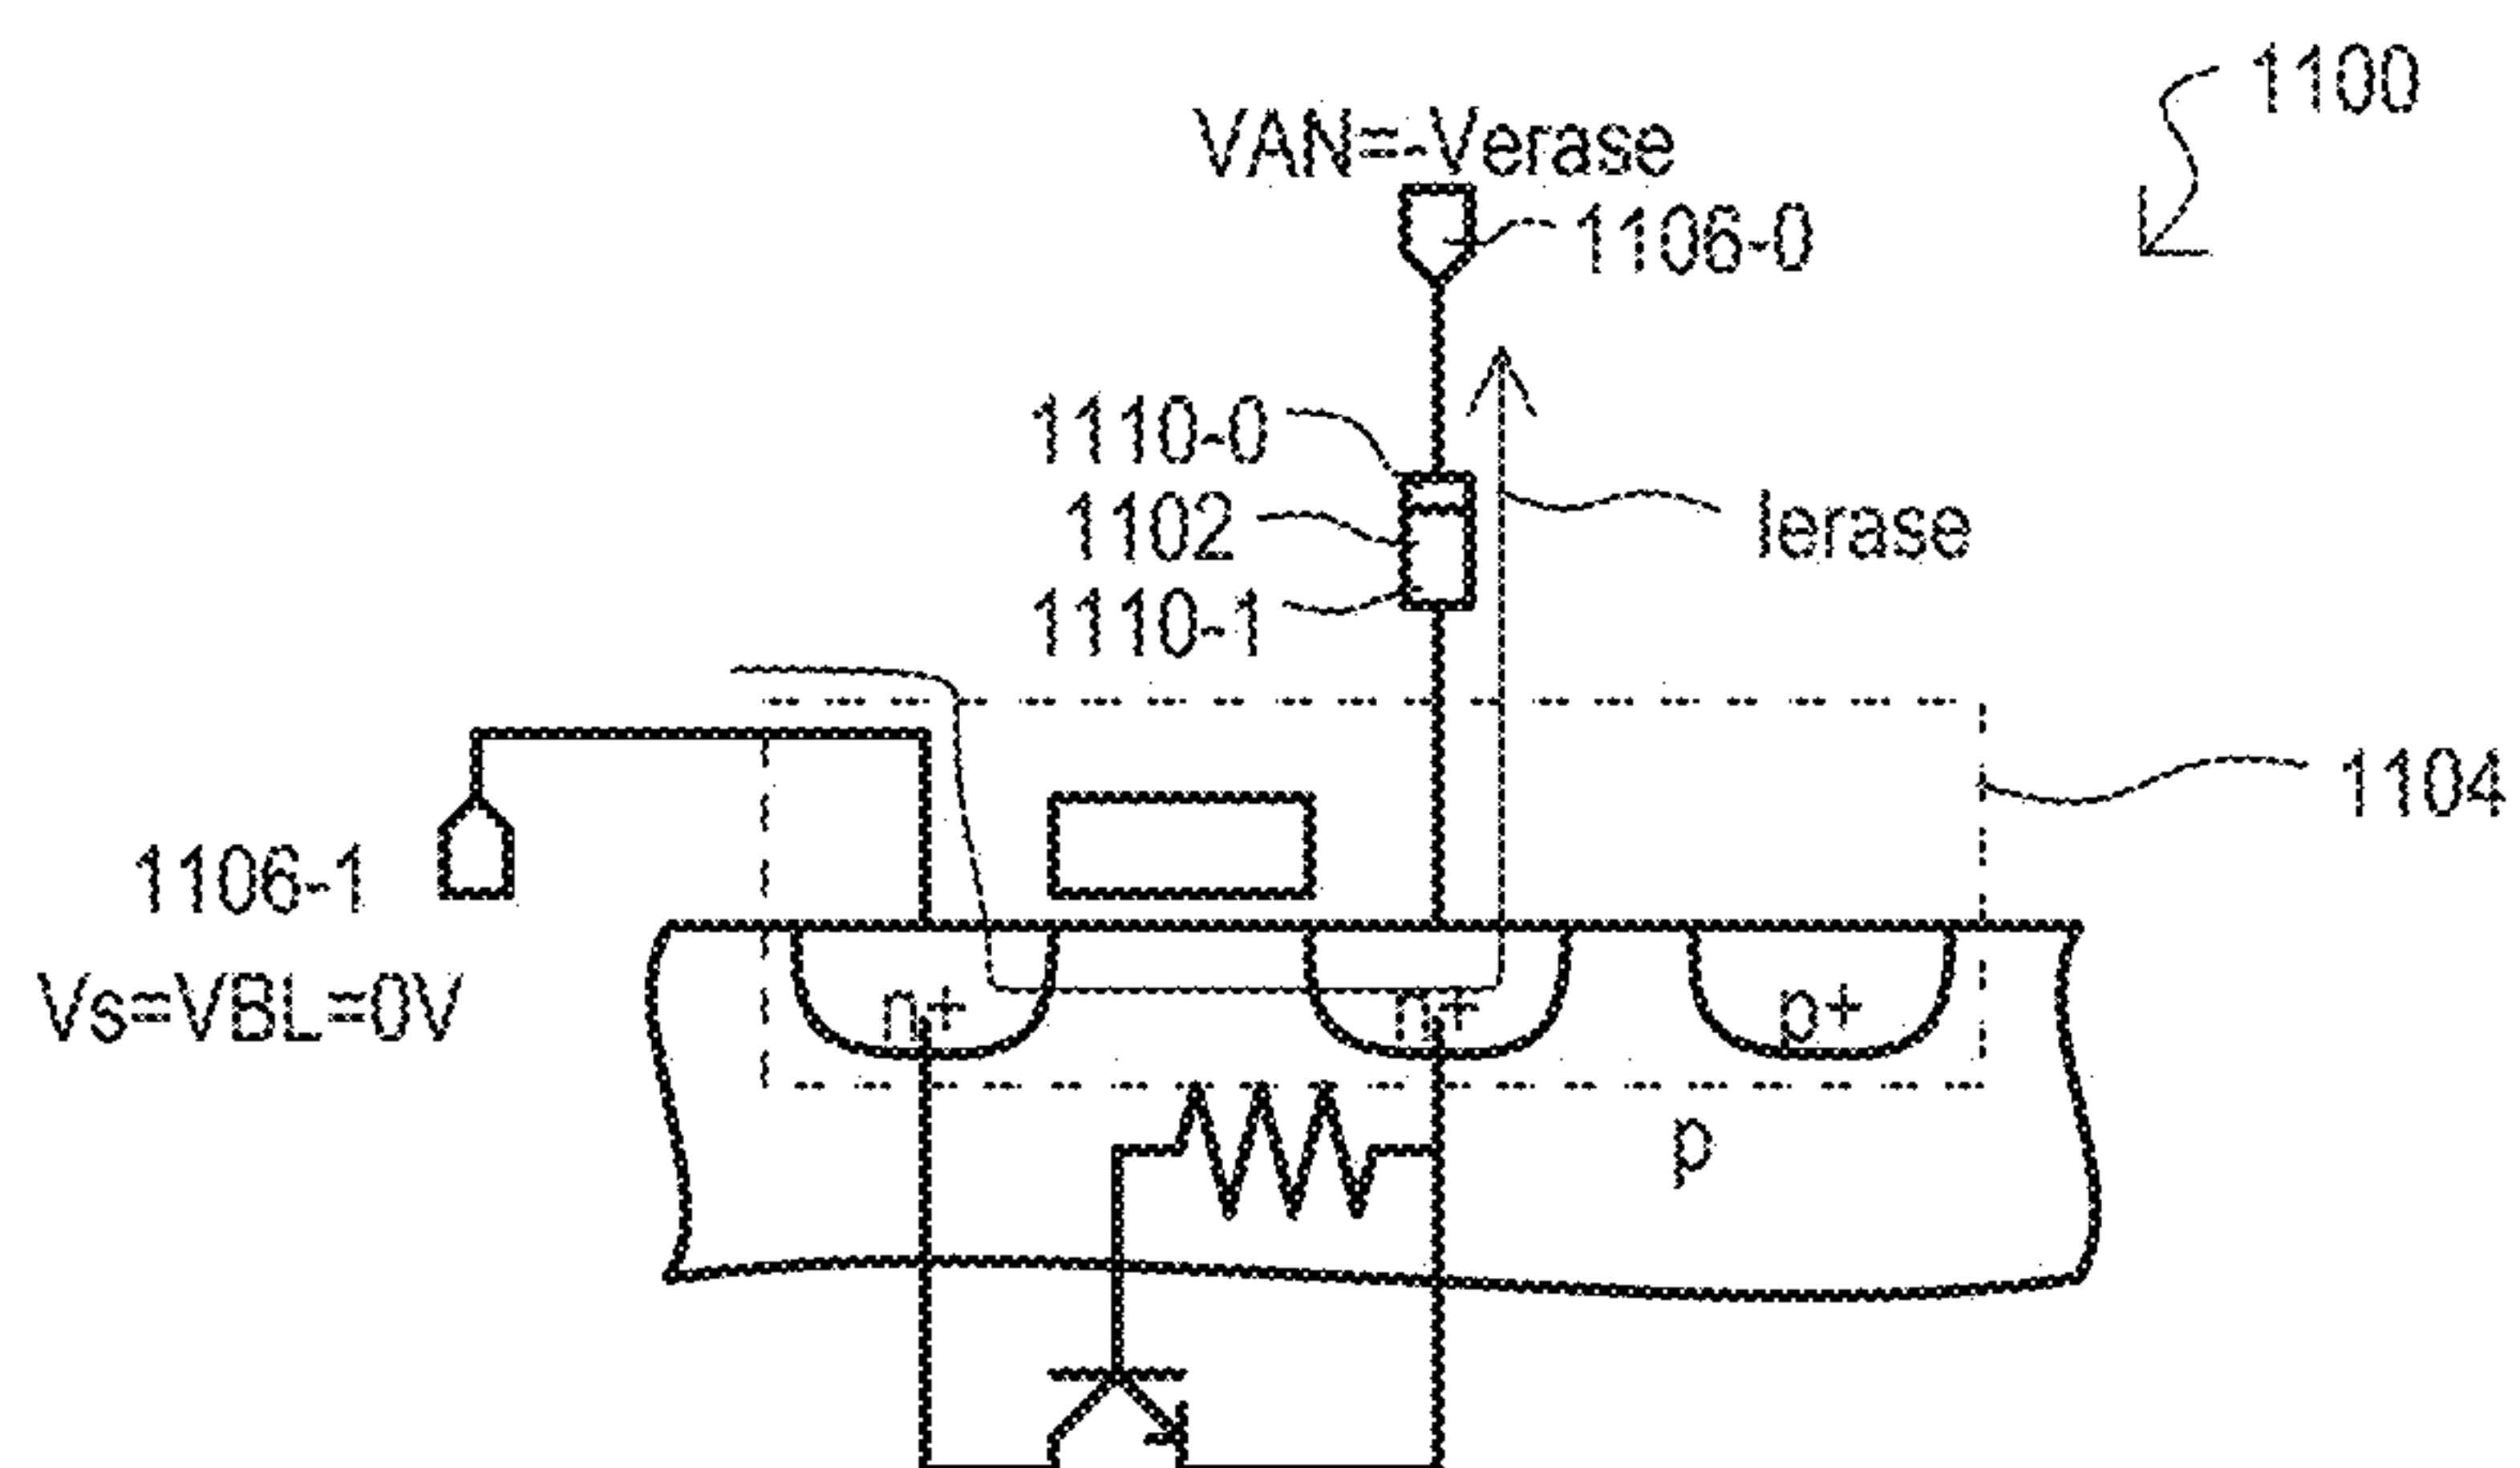 1100
VAN=-Verase
1106-0
1110-0
1102
Ierase
1110-1
1104
1106-1
Vs=VBL=0V
n+
n+
p+
p